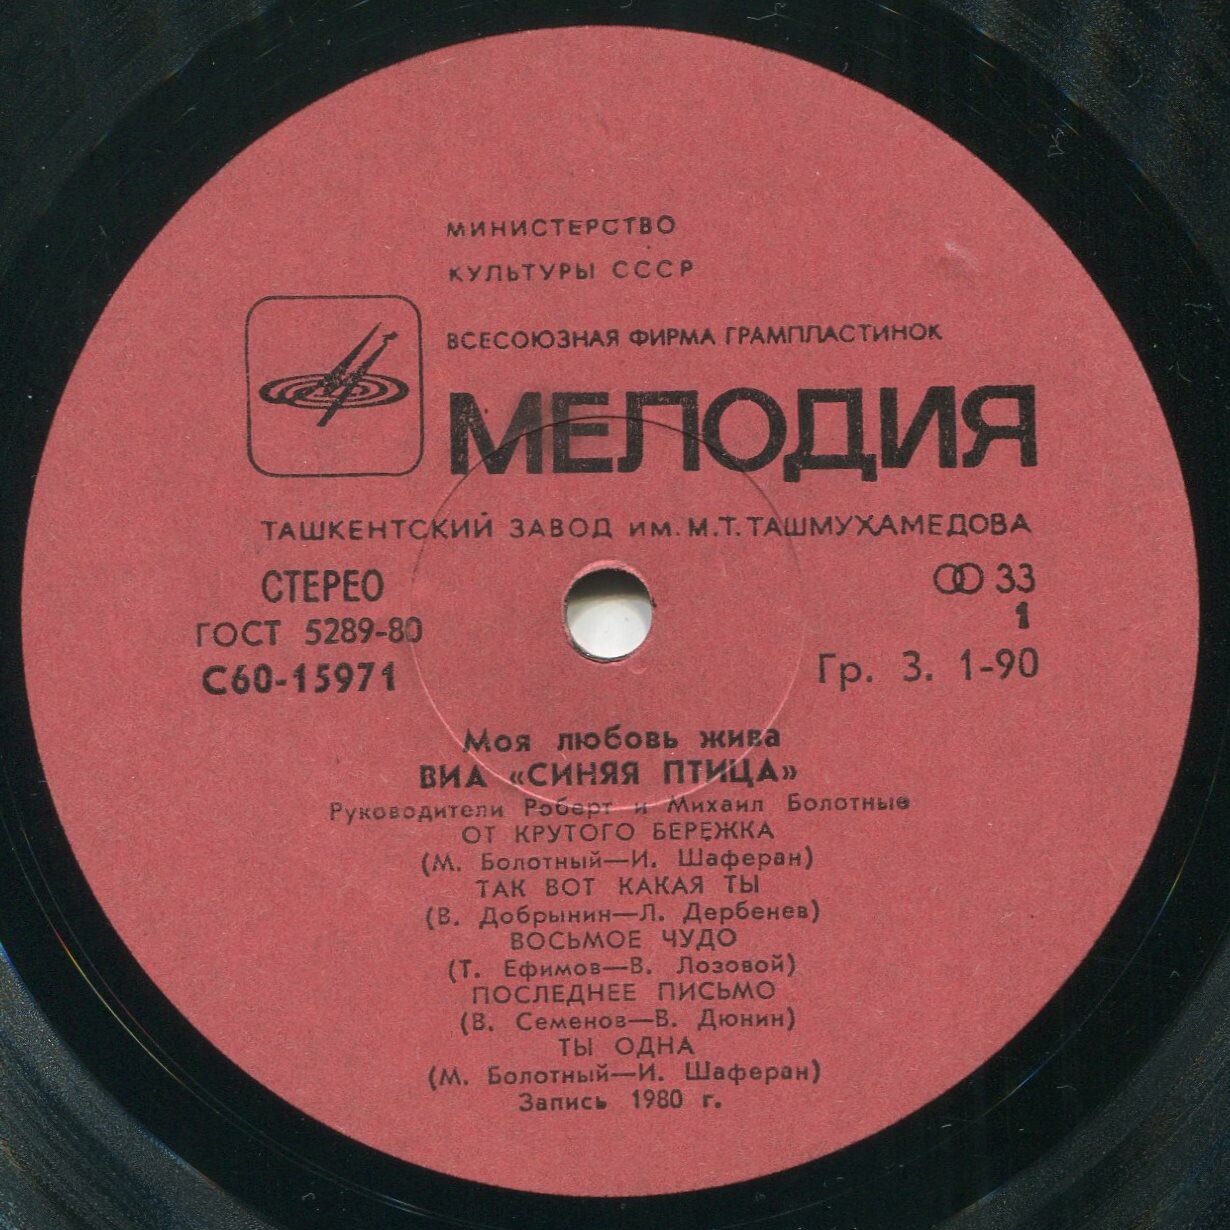 МИНИСТЕРСТВО
КУЛЬТУРЫ СССР
ВСЕСОЮЗНАЯ ФИРМА ГРАМПЛАСТИНОК
МЕЛОДИЯ
ТАШКЕНТСКИЙ ЗАВОД им. М.Т. ТАШМУХАМЕДОВА
СТЕРЕО
33
ГОСТ 5289-80
1
С60-15971
Гр. 3. 1-90
Моя любовь жива
ВИА «СИНЯЯ ПТИЦА»
Руководители Роберт и Михаил Болотные
ОТ КРУТОГО БЕРЕЖКА
(М. Болотный—И. Шаферан)
ТАК ВОТ КАКАЯ ТЫ
(В. Добрынин—Л. Дербенев)
ВОСЬМОЕ ЧУДО
(Т. Ефимов—В. Лозовой)
ПОСЛЕДНЕЕ ПИСЬМО
(В. Семенов—В. Дюнин)
ТЫ ОДНА
(М. Болотный—И. Шаферан)
Запись 1980 г.